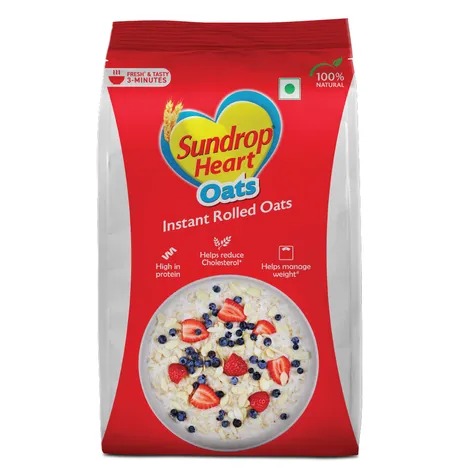 FRESH* & TASTY
3-MINUTES
100%
NATURAL
Sundrop
Heart
Oats
Instant Rolled Oats
High in
protein
Helps reduce
Cholesterol*
Helps manage
weight*